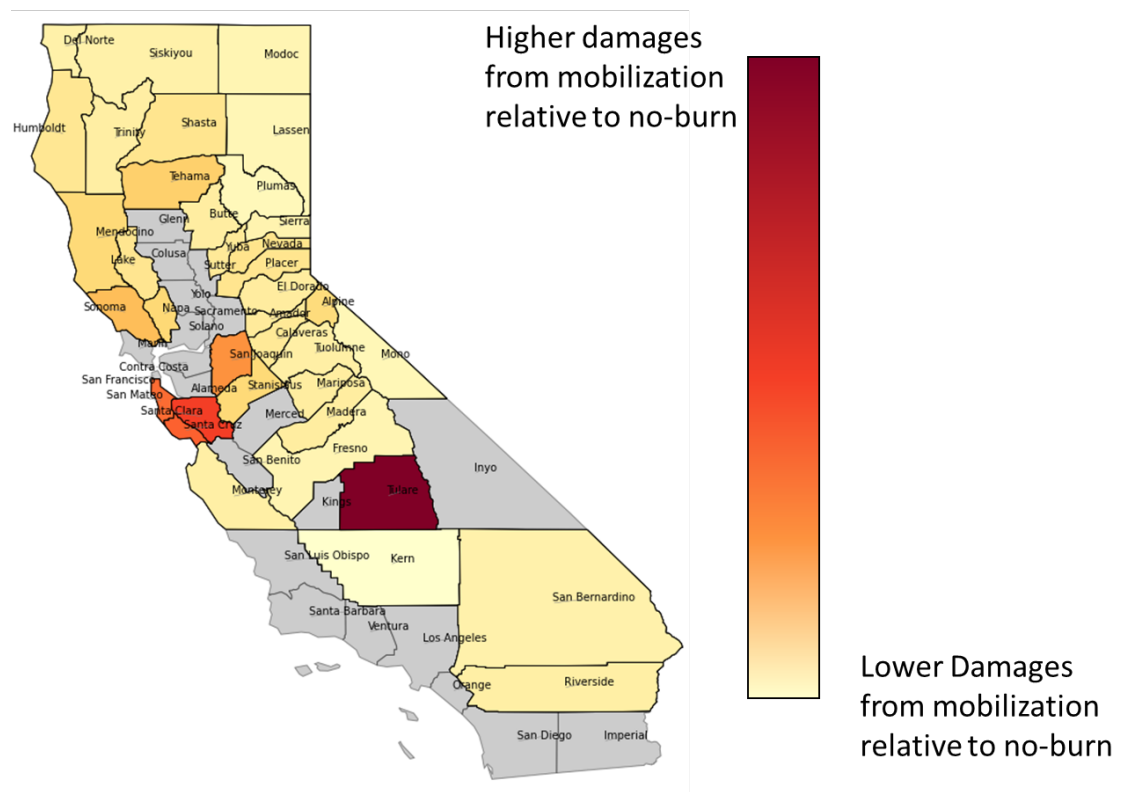 Higher damages
from mobilization
relative to no-burn
Del Norte
Siskiyou
Modoc
Humboldt
Trinity
Shasta
Lassen
Tehama
Plumas
Glenn
Butte
Sierra
Mendocino
Colusa
Yuba
Nevada
Lake
Sutter
Placer
El Dorado
Yolo
Sonoma
Napa
Sacramento
Amador
Alpine
Solano
Calaveras
Marin
San Joaquin
Tuolumne
Mono
Contra Costa
San Francisco
Alameda
Stanislaus
Mariposa
San Mateo
Santa Clara
Merced
Madera
Santa Cruz
Fresno
San Benito
Inyo
Monterey
Kings
Tulare
San Luis Obispo
Kern
San Bernardino
Santa Barbara
Ventura
Los Angeles
Orange
Riverside
San Diego
Imperial
Lower Damages
from mobilization
relative to no-burn